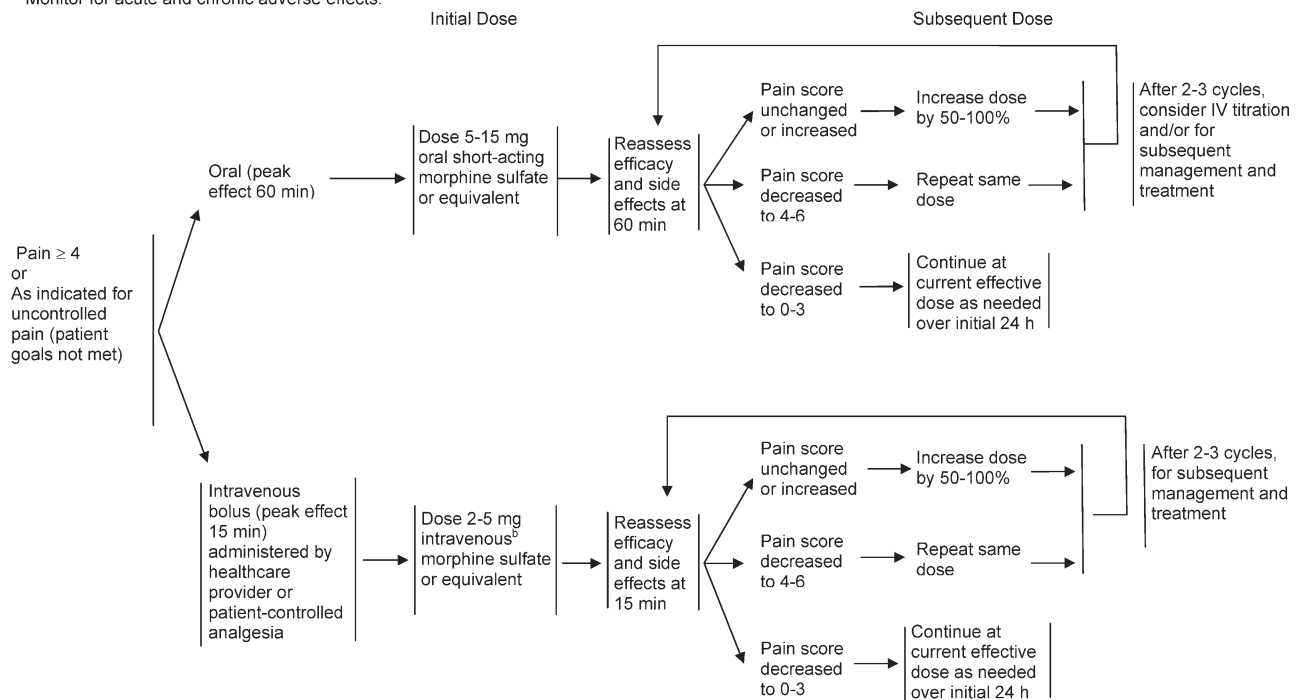 Monitor for acute and chronic adverse effects.
Initial Dose
Subsequent Dose
Pain ≥ 4
or
As indicated for
uncontrolled
pain (patient
goals not met)
Oral (peak
effect 60 min)
Dose 5-15 mg
oral short-acting
morphine sulfate
or equivalent
Reassess
efficacy
and side
effects at
60 min
Pain score
unchanged
or increased
Increase dose
by 50-100%
Pain score
decreased
to 4-6
Repeat same
dose
Pain score
decreased
to 0-3
Continue at
current effective
dose as needed
over initial 24 h
After 2-3 cycles,
consider IV titration
and/or for
subsequent
management and
treatment
Intravenous
bolus (peak effect
15 min)
administered by
healthcare
provider or
patient-controlled
analgesia
Dose 2-5 mg
intravenousᵇ
morphine sulfate
or equivalent
Reassess
efficacy
and side
effects at
15 min
Pain score
unchanged
or increased
Increase dose
by 50-100%
Pain score
decreased
to 4-6
Repeat same
dose
Pain score
decreased
to 0-3
Continue at
current effective
dose as needed
over initial 24 h
After 2-3 cycles,
for subsequent
management and
treatment